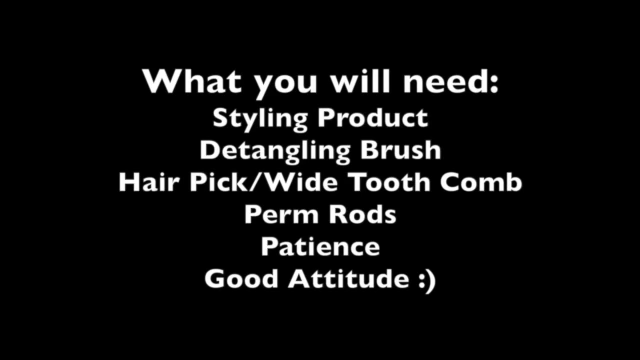 What you will need:
Styling Product
Detangling Brush
Hair Pick/Wide Tooth Comb
Perm Rods
Patience
Good Attitude :)